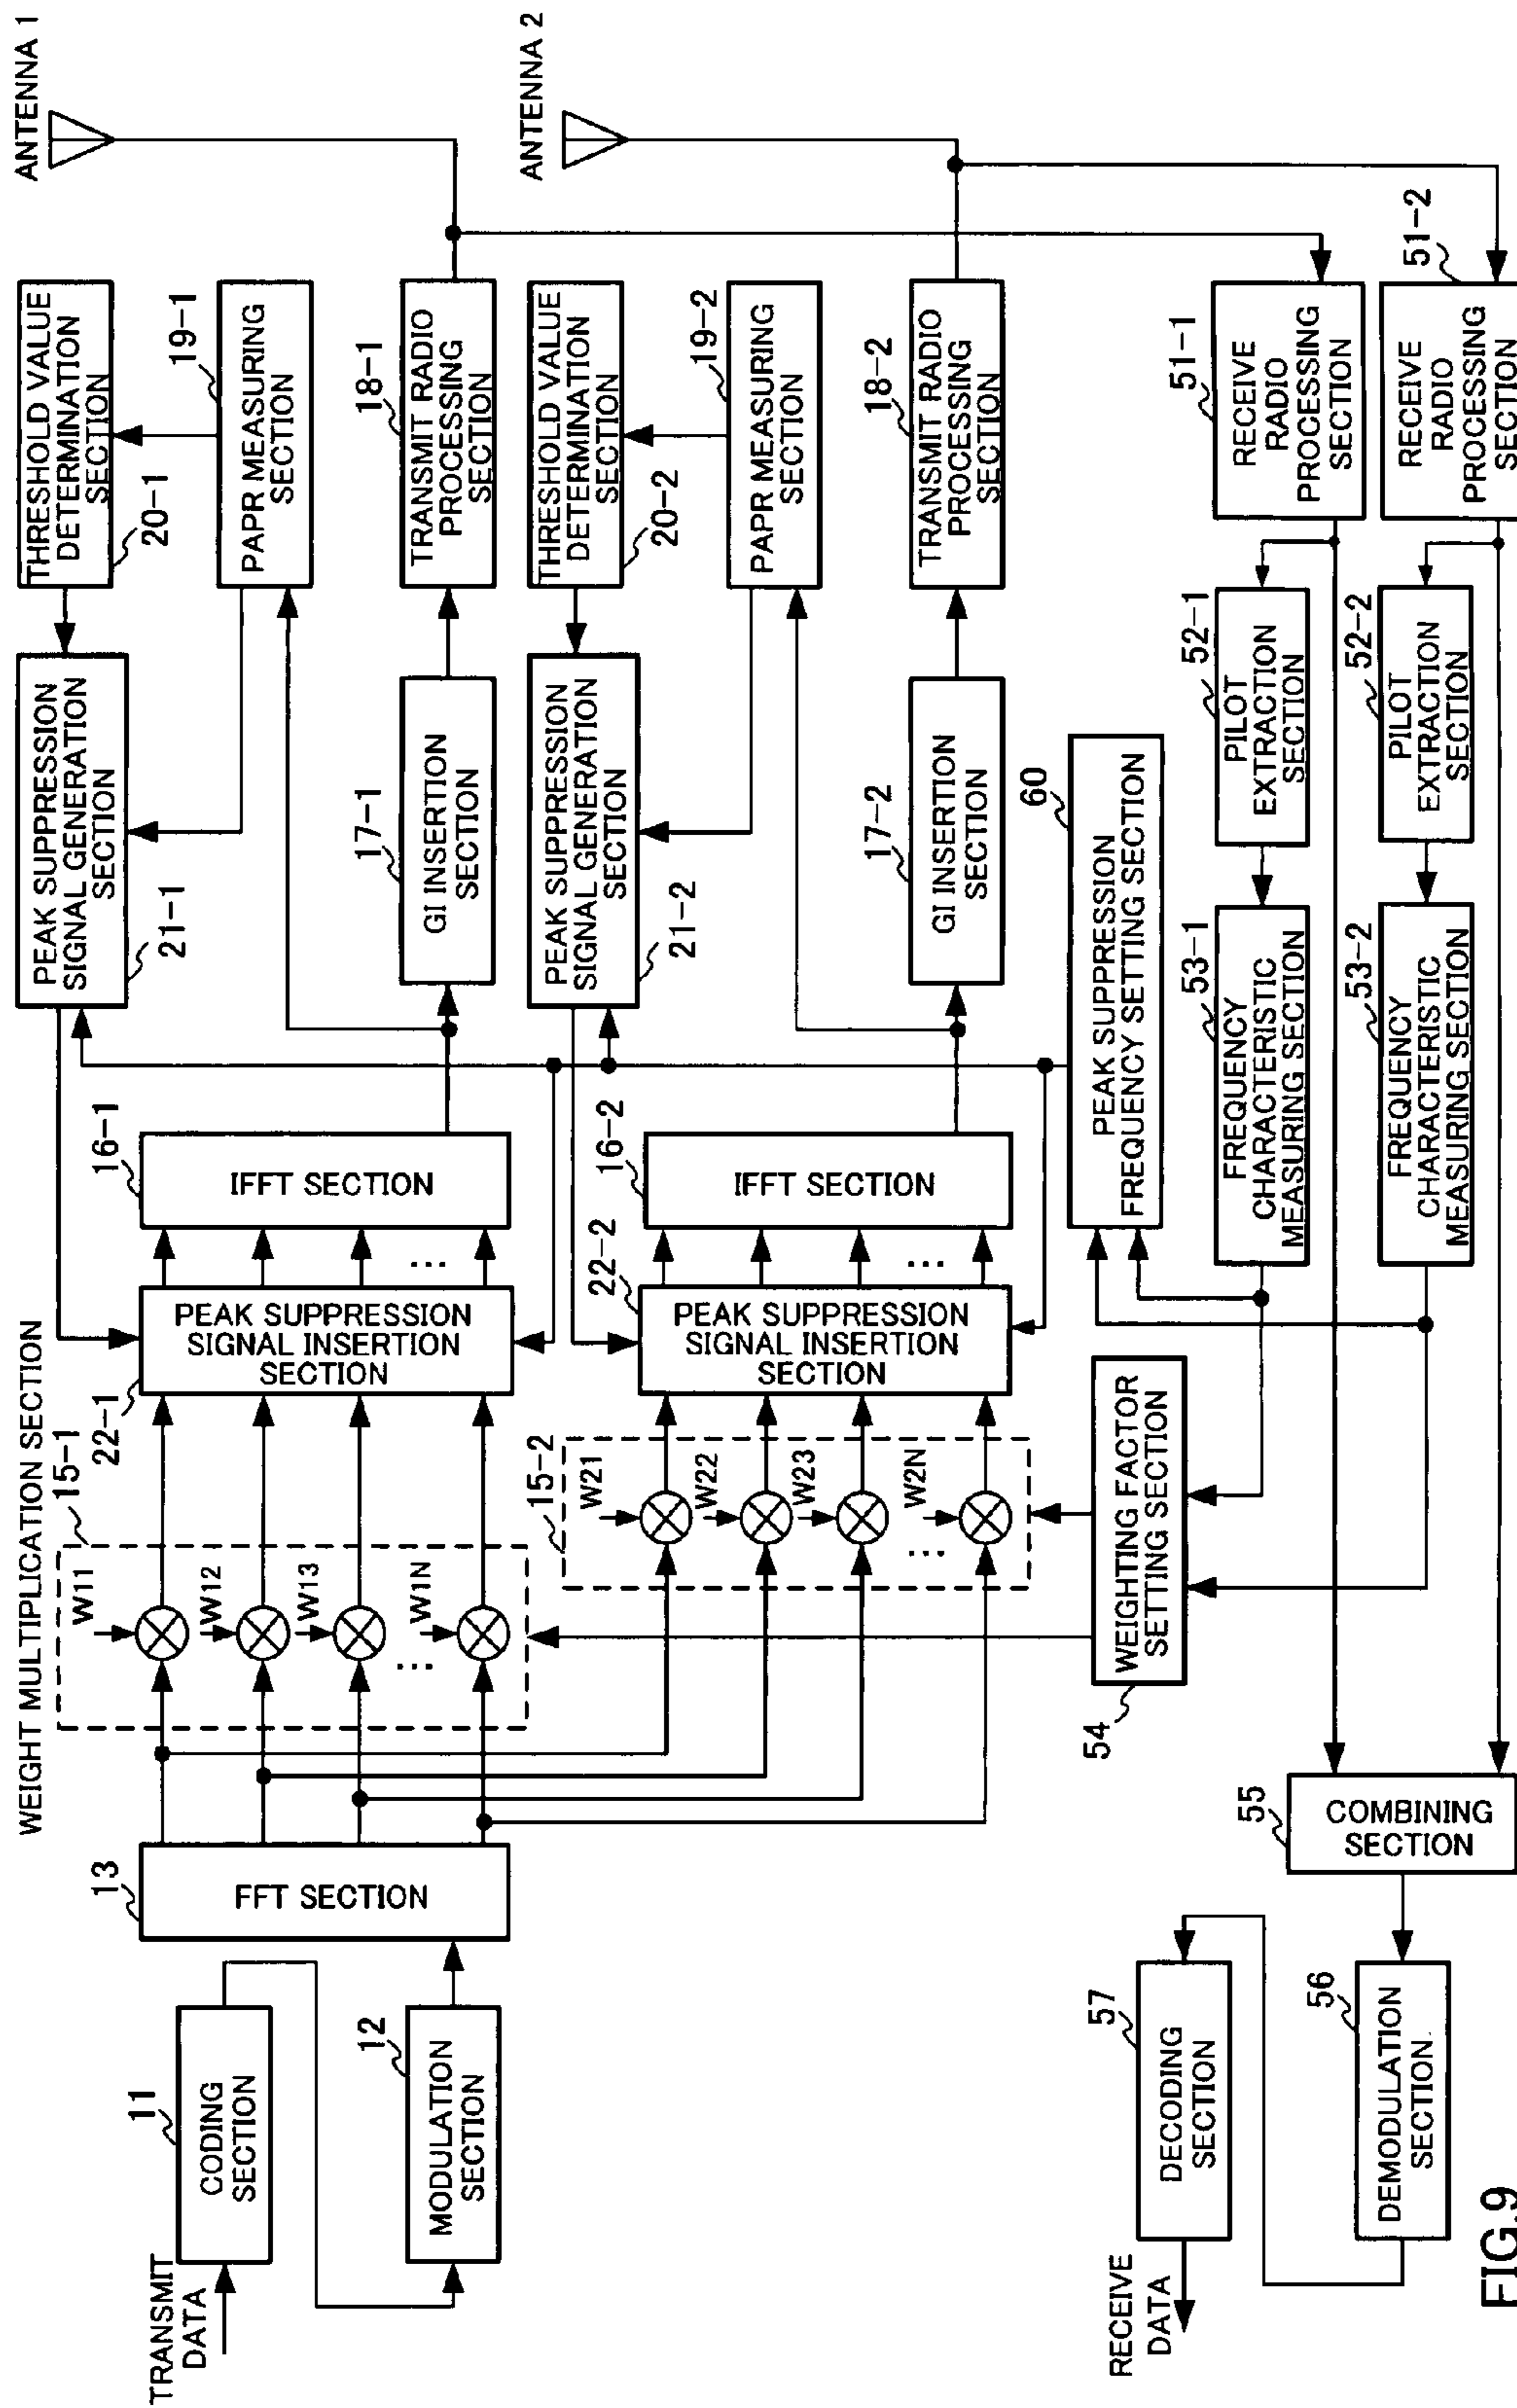 WEIGHT MULTIPLICATION SECTION
ANTENNA 1
ANTENNA 2
TRANSMIT
DATA
11
CODING
SECTION
12
MODULATION
SECTION
13
FFT SECTION
15-1
W11
W12
W13
...
W1N
15-2
W21
W22
W23
...
W2N
22-1
PEAK SUPPRESSION
SIGNAL INSERTION
SECTION
...
16-1
IFFT SECTION
22-2
PEAK SUPPRESSION
SIGNAL INSERTION
SECTION
...
16-2
IFFT SECTION
PEAK SUPPRESSION
SIGNAL GENERATION
SECTION
21-1
THRESHOLD VALUE
DETERMINATION
SECTION
20-1
19-1
PAPR MEASURING
SECTION
17-1
GI INSERTION
SECTION
18-1
TRANSMIT RADIO
PROCESSING
SECTION
PEAK SUPPRESSION
SIGNAL GENERATION
SECTION
21-2
THRESHOLD VALUE
DETERMINATION
SECTION
20-2
19-2
PAPR MEASURING
SECTION
17-2
GI INSERTION
SECTION
18-2
TRANSMIT RADIO
PROCESSING
SECTION
60
PEAK SUPPRESSION
FREQUENCY SETTING SECTION
WEIGHTING FACTOR
SETTING SECTION
54
53-1
FREQUENCY
CHARACTERISTIC
MEASURING SECTION
52-1
PILOT
EXTRACTION
SECTION
51-1
RECEIVE
RADIO
PROCESSING
SECTION
53-2
FREQUENCY
CHARACTERISTIC
MEASURING SECTION
52-2
PILOT
EXTRACTION
SECTION
51-2
RECEIVE
RADIO
PROCESSING
SECTION
55
COMBINING
SECTION
56
DEMODULATION
SECTION
57
DECODING
SECTION
RECEIVE
DATA
FIG.9